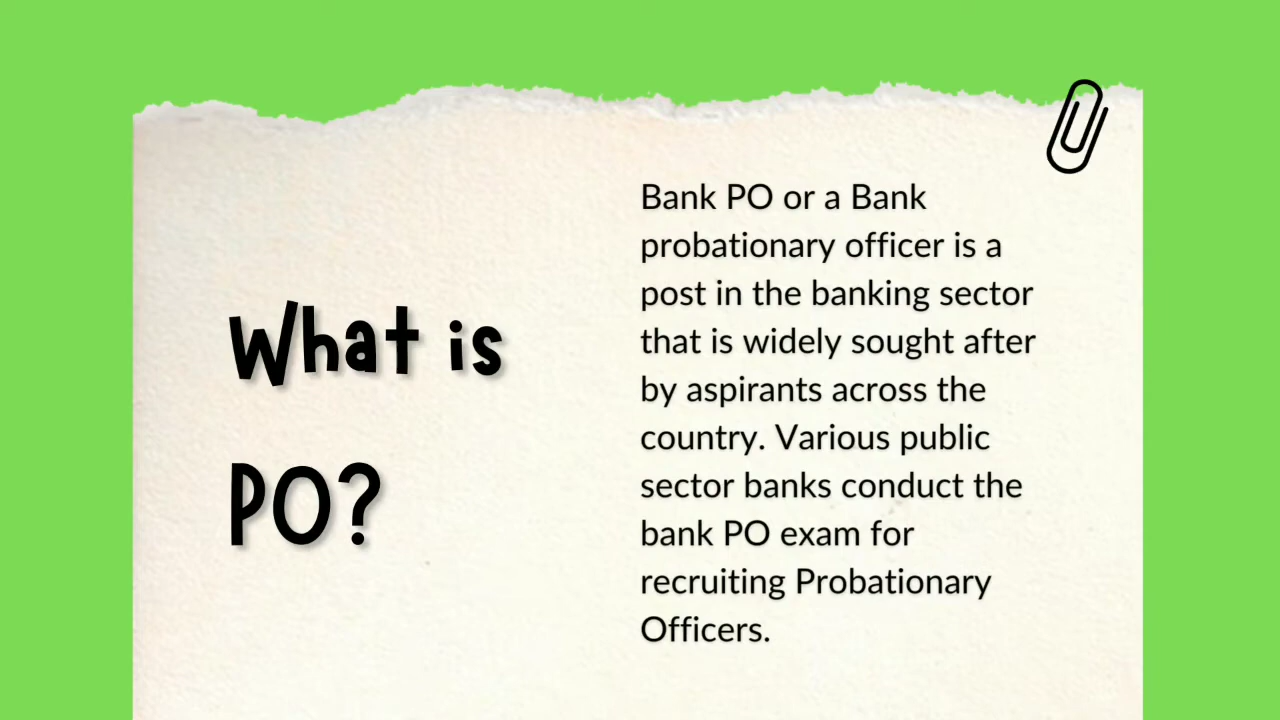 What is
PO?
Bank PO or a Bank
probationary officer is a
post in the banking sector
that is widely sought after
by aspirants across the
country. Various public
sector banks conduct the
bank PO exam for
recruiting Probationary
Officers.